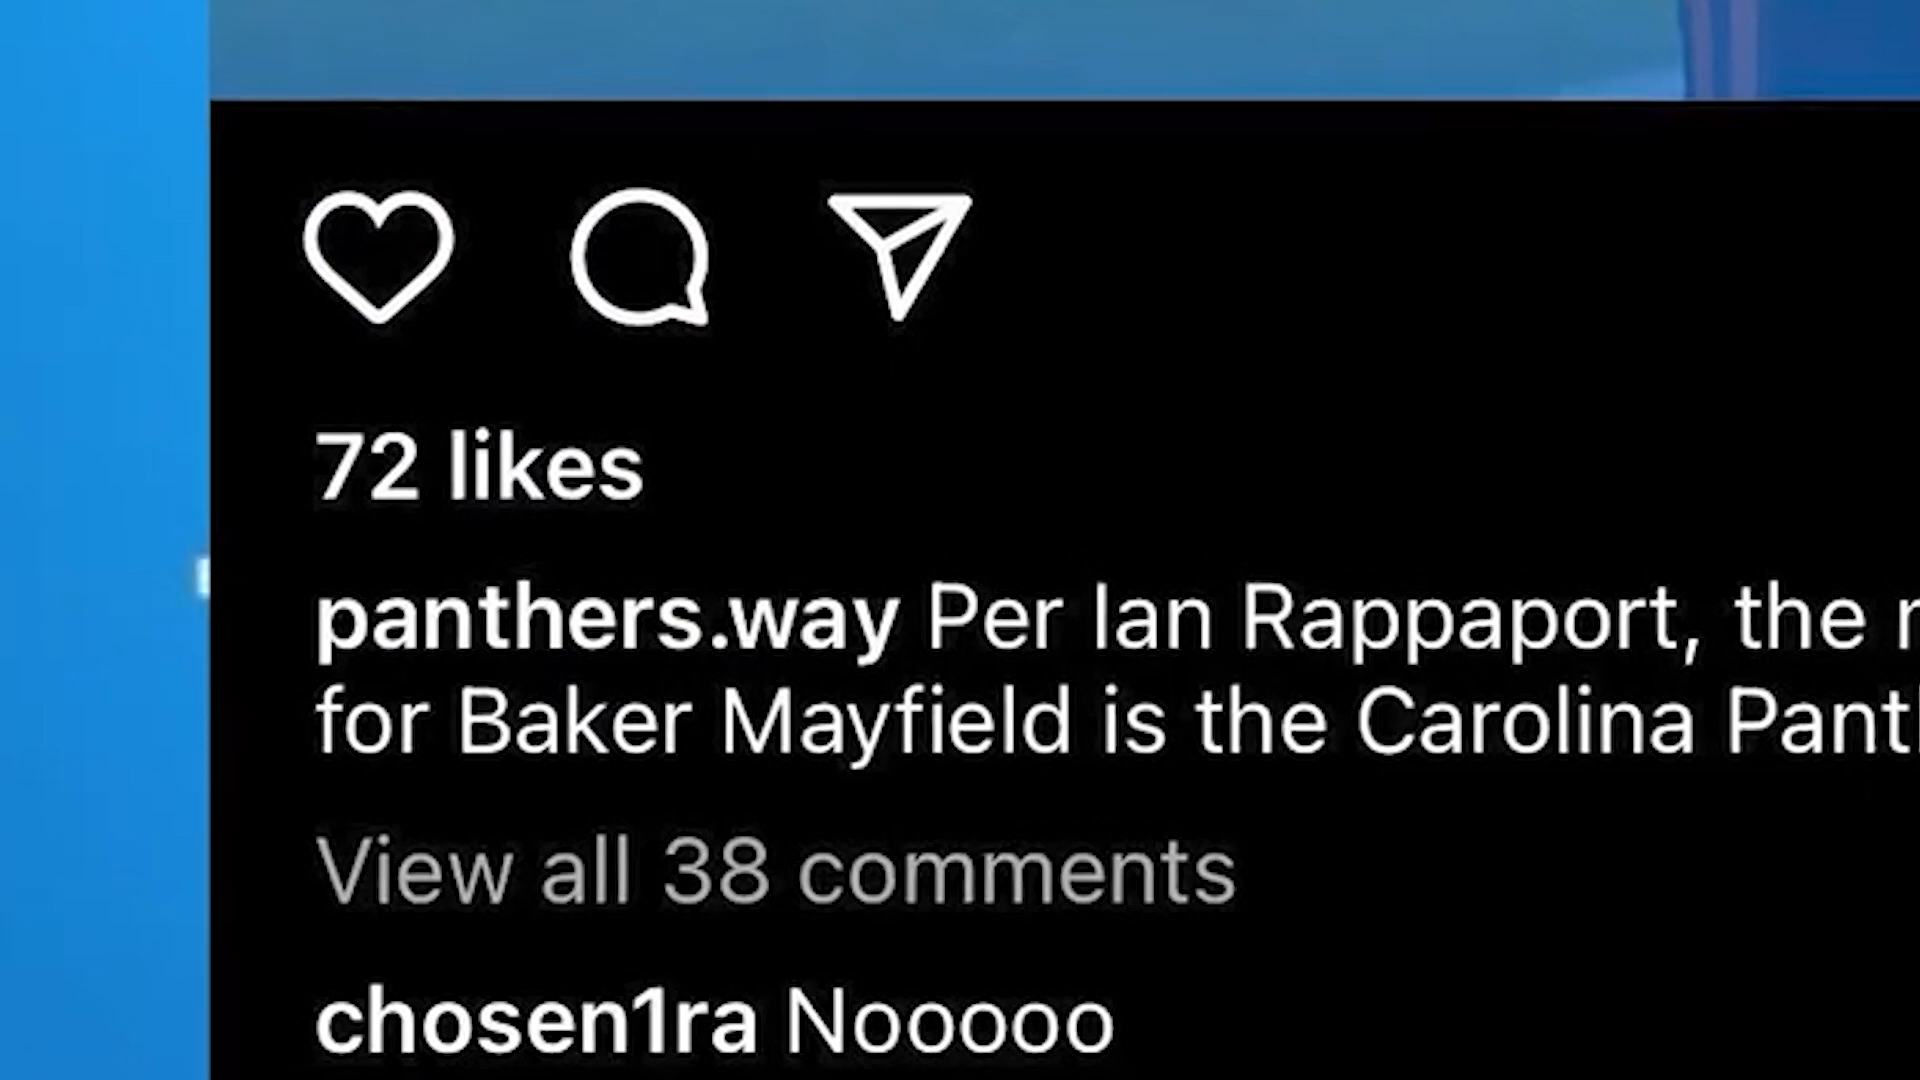 72 likes
panthers.way Per Ian Rappaport, the
for Baker Mayfield is the Carolina
View all 38 comments
chosen1ra Nooooo